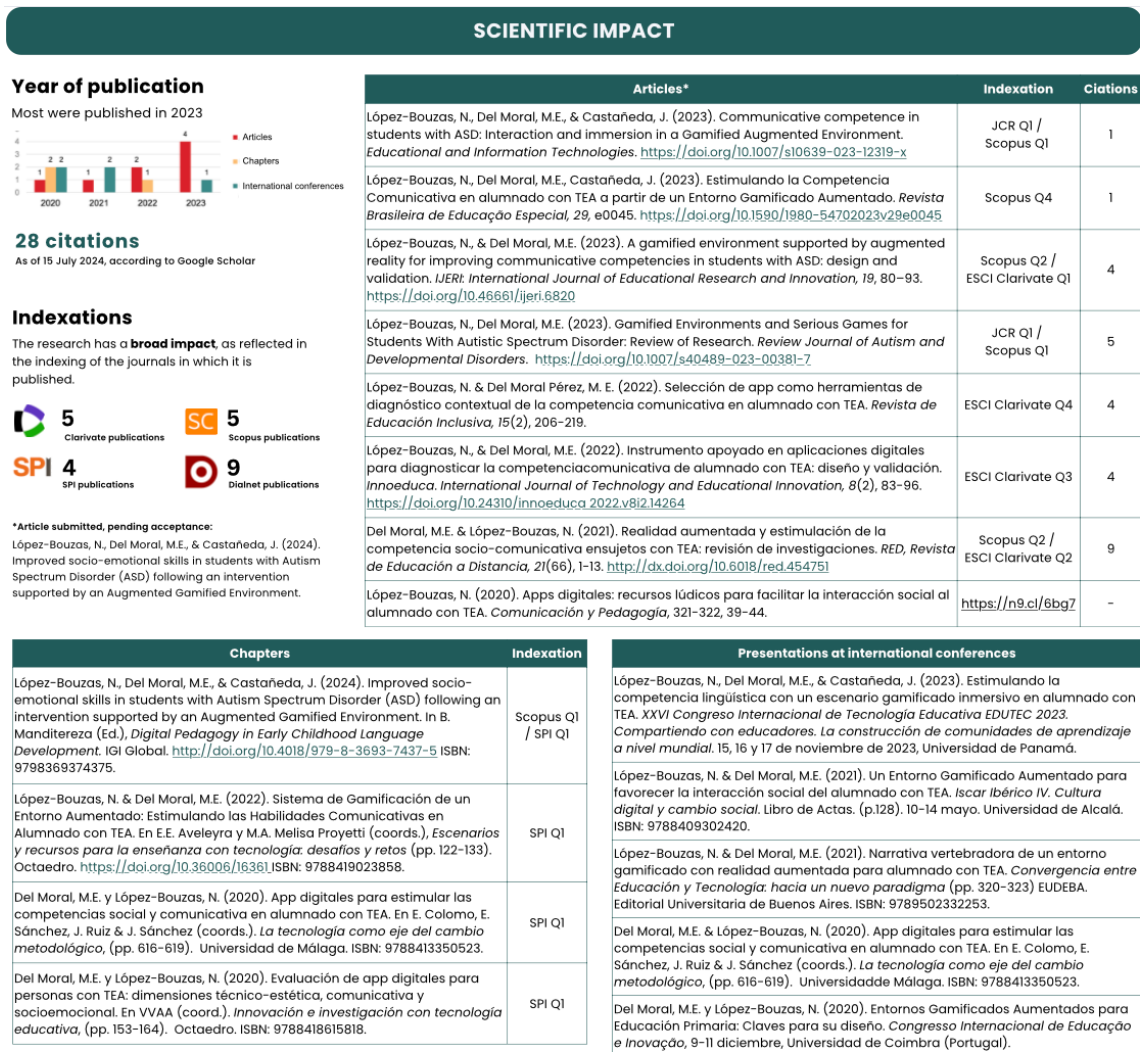 SCIENTIFIC IMPACT
Year of publication
Most were published in 2023
4
3
2
1
0
1
2
2
1
2
2
1
4
1
2020
2021
2022
2023
Articles
Chapters
International conferences
28 citations
As of 15 July 2024, according to Google Scholar
Indexations
The research has a broad impact, as reflected in
the indexing of the journals in which it is
published.
5
Clarivate publications
SC
5
Scopus publications
SPI
4
SPI publications
9
Dialnet publications
*Article submitted, pending acceptance:
López-Bouzas, N., Del Moral, M.E., & Castañeda, J. (2024).
Improved socio-emotional skills in students with Autism
Spectrum Disorder (ASD) following an intervention
supported by an Augmented Gamified Environment.
Articles*
Indexation
Ciations
López-Bouzas, N., Del Moral, M.E., & Castañeda, J. (2023). Communicative competence in
students with ASD: Interaction and immersion in a Gamified Augmented Environment.
Educational and Information Technologies. https://doi.org/10.1007/s10639-023-12319-x
JCR Q1 /
Scopus Q1
1
López-Bouzas, N., Del Moral, M.E., Castañeda, J. (2023). Estimulando la Competencia
Comunicativa en alumnado con TEA a partir de un Entorno Gamificado Aumentado. Revista
Brasileira de Educação Especial, 29, e0045. https://doi.org/10.1590/1980-54702023v29e0045
Scopus Q4
1
López-Bouzas, N., & Del Moral, M.E. (2023). A gamified environment supported by augmented
reality for improving communicative competencies in students with ASD: design and
validation. IJERI: International Journal of Educational Research and Innovation, 19, 80–93.
https://doi.org/10.46661/ijeri.6820
Scopus Q2 /
ESCI Clarivate Q1
4
López-Bouzas, N., Del Moral, M.E. (2023). Gamified Environments and Serious Games for
Students With Autistic Spectrum Disorder: Review of Research. Review Journal of Autism and
Developmental Disorders. https://doi.org/10.1007/s40489-023-00381-7
JCR Q1 /
Scopus Q1
5
López-Bouzas, N. & Del Moral Pérez, M. E. (2022). Selección de app como herramientas de
diagnóstico contextual de la competencia comunicativa en alumnado con TEA. Revista de
Educación Inclusiva, 15(2), 206-219.
ESCI Clarivate Q4
4
López-Bouzas, N., & Del Moral, M.E. (2022). Instrumento apoyado en aplicaciones digitales
para diagnosticar la competenciacomunicativa de alumnado con TEA: diseño y validación.
Innoeduca. International Journal of Technology and Educational Innovation, 8(2), 83-96.
https://doi.org/10.24310/innoeduca.2022.v8i2.14264
ESCI Clarivate Q3
4
Del Moral, M.E. & López-Bouzas, N. (2021). Realidad aumentada y estimulación de la
competencia socio-comunicativa ensujetos con TEA: revisión de investigaciones. RED, Revista
de Educación a Distancia, 21(66), 1-13. http://dx.doi.org/10.6018/red.454751
Scopus Q2 /
ESCI Clarivate Q2
9
López-Bouzas, N. (2020). Apps digitales: recursos lúdicos para facilitar la interacción social al
alumnado con TEA. Comunicación y Pedagogía, 321-322, 39-44.
https://n9.cl/6bg7
-
Chapters
Indexation
López-Bouzas, N., Del Moral, M.E., & Castañeda, J. (2024). Improved socio-
emotional skills in students with Autism Spectrum Disorder (ASD) following an
intervention supported by an Augmented Gamified Environment. In B.
Manditereza (Ed.), Digital Pedagogy in Early Childhood Language
Development. IGI Global. http://doi.org/10.4018/979-8-3693-7437-5 ISBN:
9798369374375.
Scopus Q1
/ SPI Q1
López-Bouzas, N. & Del Moral, M.E. (2022). Sistema de Gamificación de un
Entorno Aumentado: Estimulando las Habilidades Comunicativas en
Alumnado con TEA. En E.E. Aveleyra y M.A. Melisa Proyetti (coords.), Escenarios
y recursos para la enseñanza con tecnología: desafíos y retos (pp. 122-133).
Octaedro. https://doi.org/10.36006/16361 ISBN: 9788419023858.
SPI Q1
Del Moral, M.E. y López-Bouzas, N. (2020). App digitales para estimular las
competencias social y comunicativa en alumnado con TEA. En E. Colomo, E.
Sánchez, J. Ruiz & J. Sánchez (coords.). La tecnología como eje del cambio
metodológico, (pp. 616-619). Universidad de Málaga. ISBN: 9788413350523.
SPI Q1
Del Moral, M.E. y López-Bouzas, N. (2020). Evaluación de app digitales para
personas con TEA: dimensiones técnico-estética, comunicativa y
socioemocional. En VVAA (coord.). Innovación e investigación con tecnología
educativa, (pp. 153-164). Octaedro. ISBN: 9788418615818.
SPI Q1
Presentations at international conferences
López-Bouzas, N., Del Moral, M.E., & Castañeda, J. (2023). Estimulando la
competencia lingüística con un escenario gamificado inmersivo en alumnado con
TEA. XXVI Congreso Internacional de Tecnología Educativa EDUTEC 2023.
Compartiendo con educadores. La construcción de comunidades de aprendizaje
a nivel mundial. 15, 16 y 17 de noviembre de 2023, Universidad de Panamá.
López-Bouzas, N. & Del Moral, M.E. (2021). Un Entorno Gamificado Aumentado para
favorecer la interacción social del alumnado con TEA. Iscar Ibérico IV. Cultura
digital y cambio social. Libro de Actas. (p.128). 10-14 mayo. Universidad de Alcalá.
ISBN: 9788409302420.
López-Bouzas, N. & Del Moral, M.E. (2021). Narrativa vertebradora de un entorno
gamificado con realidad aumentada para alumnado con TEA. Convergencia entre
Educación y Tecnología: hacia un nuevo paradigma (pp. 320-323) EUDEBA.
Editorial Universitaria de Buenos Aires. ISBN: 9789502332253.
Del Moral, M.E. & López-Bouzas, N. (2020). App digitales para estimular las
competencias social y comunicativa en alumnado con TEA. En E. Colomo, E.
Sánchez, J. Ruiz & J. Sánchez (coords.). La tecnología como eje del cambio
metodológico, (pp. 616-619). Universidadde Málaga. ISBN: 9788413350523.
Del Moral, M.E. y López-Bouzas, N. (2020). Entornos Gamificados Aumentados para
Educación Primaria: Claves para su diseño. Congresso Internacional de Educação
e Inovação, 9-11 diciembre, Universidad de Coimbra (Portugal).